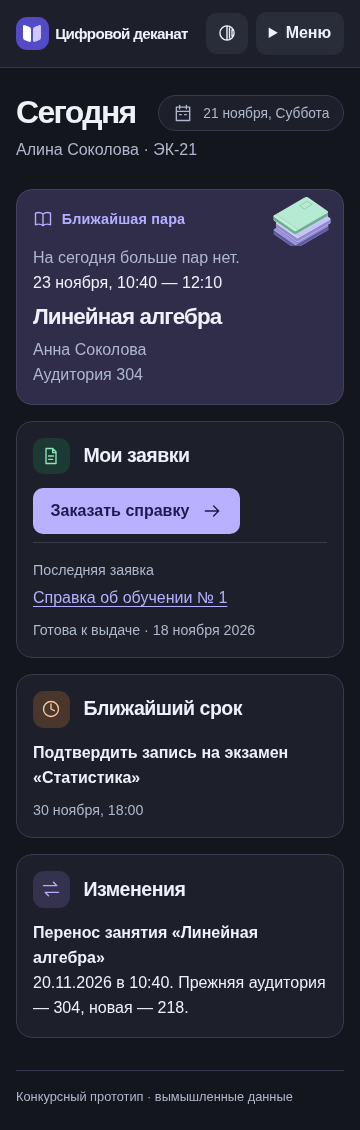 Цифровой деканат
Меню
Сегодня
21 ноября, Суббота
Алина Соколова · ЭК-21
Ближайшая пара
На сегодня больше пар нет.
23 ноября, 10:40 — 12:10
Линейная алгебра
Анна Соколова
Аудитория 304
Мои заявки
Заказать справку
Последняя заявка
Справка об обучении № 1
Готова к выдаче · 18 ноября 2026
Ближайший срок
Подтвердить запись на экзамен
«Статистика»
30 ноября, 18:00
Изменения
Перенос занятия «Линейная
алгебра»
20.11.2026 в 10:40. Прежняя аудитория
— 304, новая — 218.
Конкурсный прототип · вымышленные данные